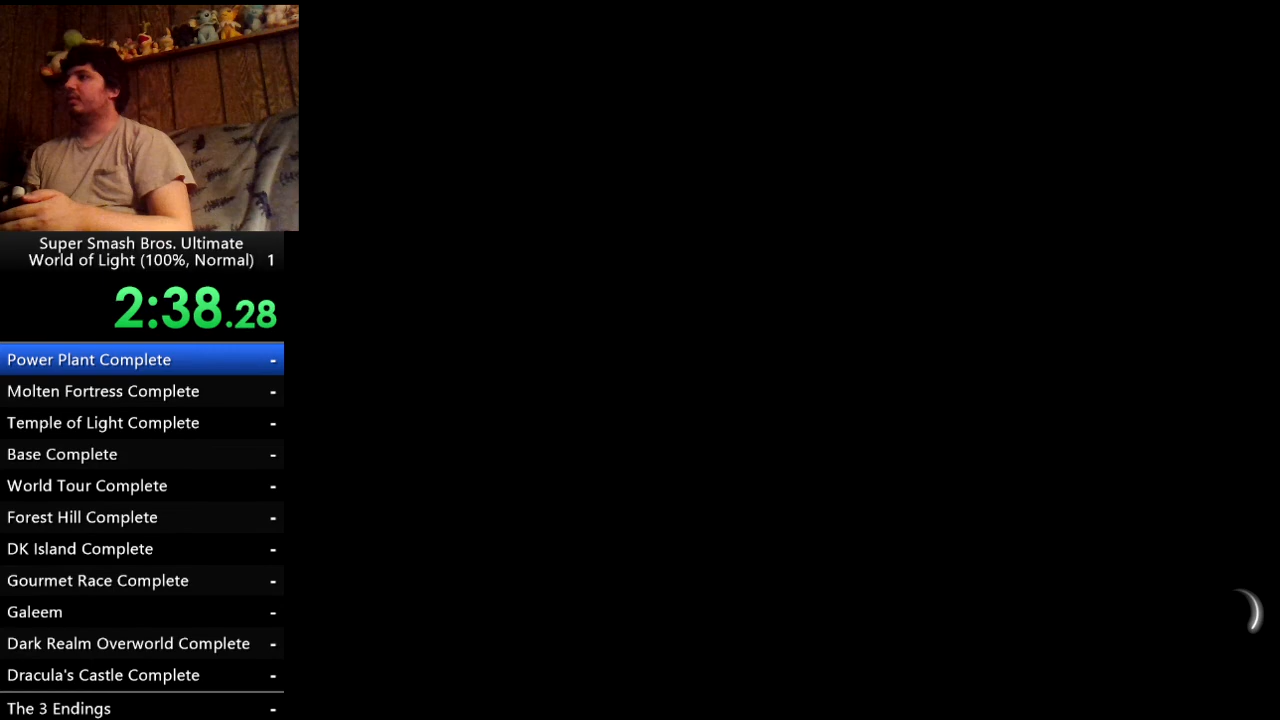 Super Smash Bros. Ultimate
World of Light (100%, Normal) 1
2:38.28
Power Plant Complete -
Molten Fortress Complete -
Temple of Light Complete -
Base Complete -
World Tour Complete -
Forest Hill Complete -
DK Island Complete -
Gourmet Race Complete -
Galeem -
Dark Realm Overworld Complete -
Dracula's Castle Complete -
The 3 Endings -